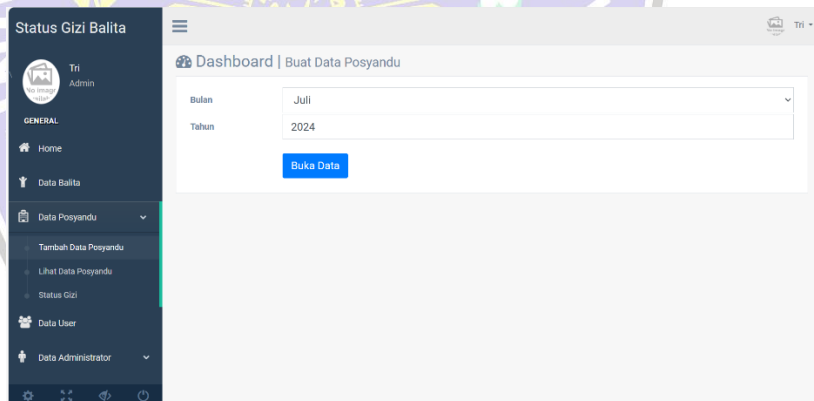 Status Gizi Balita
Tri
Tri
Admin
GENERAL
Home
Data Balita
Data Posyandu
Tambah Data Posyandu
Lihat Data Posyandu
Status Gizi
Data User
Data Administrator
Dashboard | Buat Data Posyandu
Bulan Juli
Tahun 2024
Buka Data